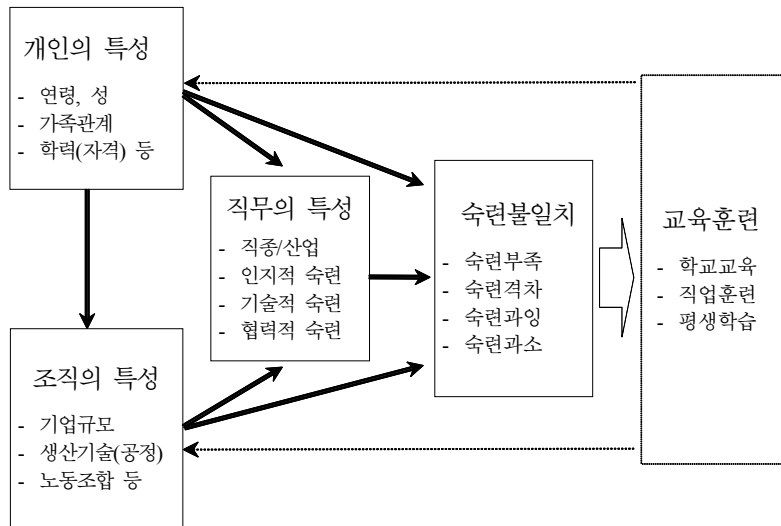 개인의 특성
- 연령, 성
- 가족관계
- 학력(자격) 등
직무의 특성
- 직종/산업
- 인지적 숙련
- 기술적 숙련
- 협력적 숙련
숙련불일치
- 숙련부족
- 숙련격차
- 숙련과잉
- 숙련과소
교육훈련
- 학교교육
- 직업훈련
- 평생학습
조직의 특성
- 기업규모
- 생산기술(공정)
- 노동조합 등